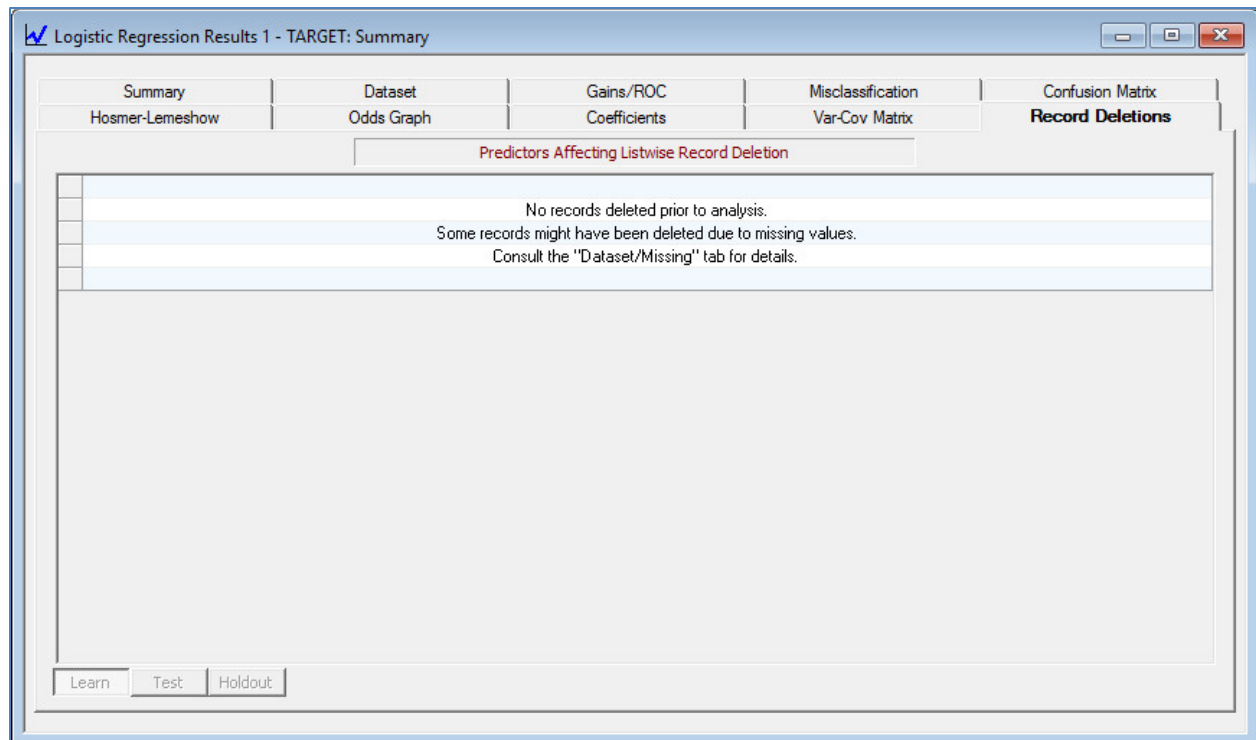 Logistic Regression Results 1 - TARGET: Summary
Summary Dataset Gains/ROC Misclassification Confusion Matrix
Hosmer-Lemeshow Odds Graph Coefficients Var-Cov Matrix Record Deletions
Predictors Affecting Listwise Record Deletion
No records deleted prior to analysis.
Some records might have been deleted due to missing values.
Consult the "Dataset/Missing" tab for details.
Learn Test Holdout